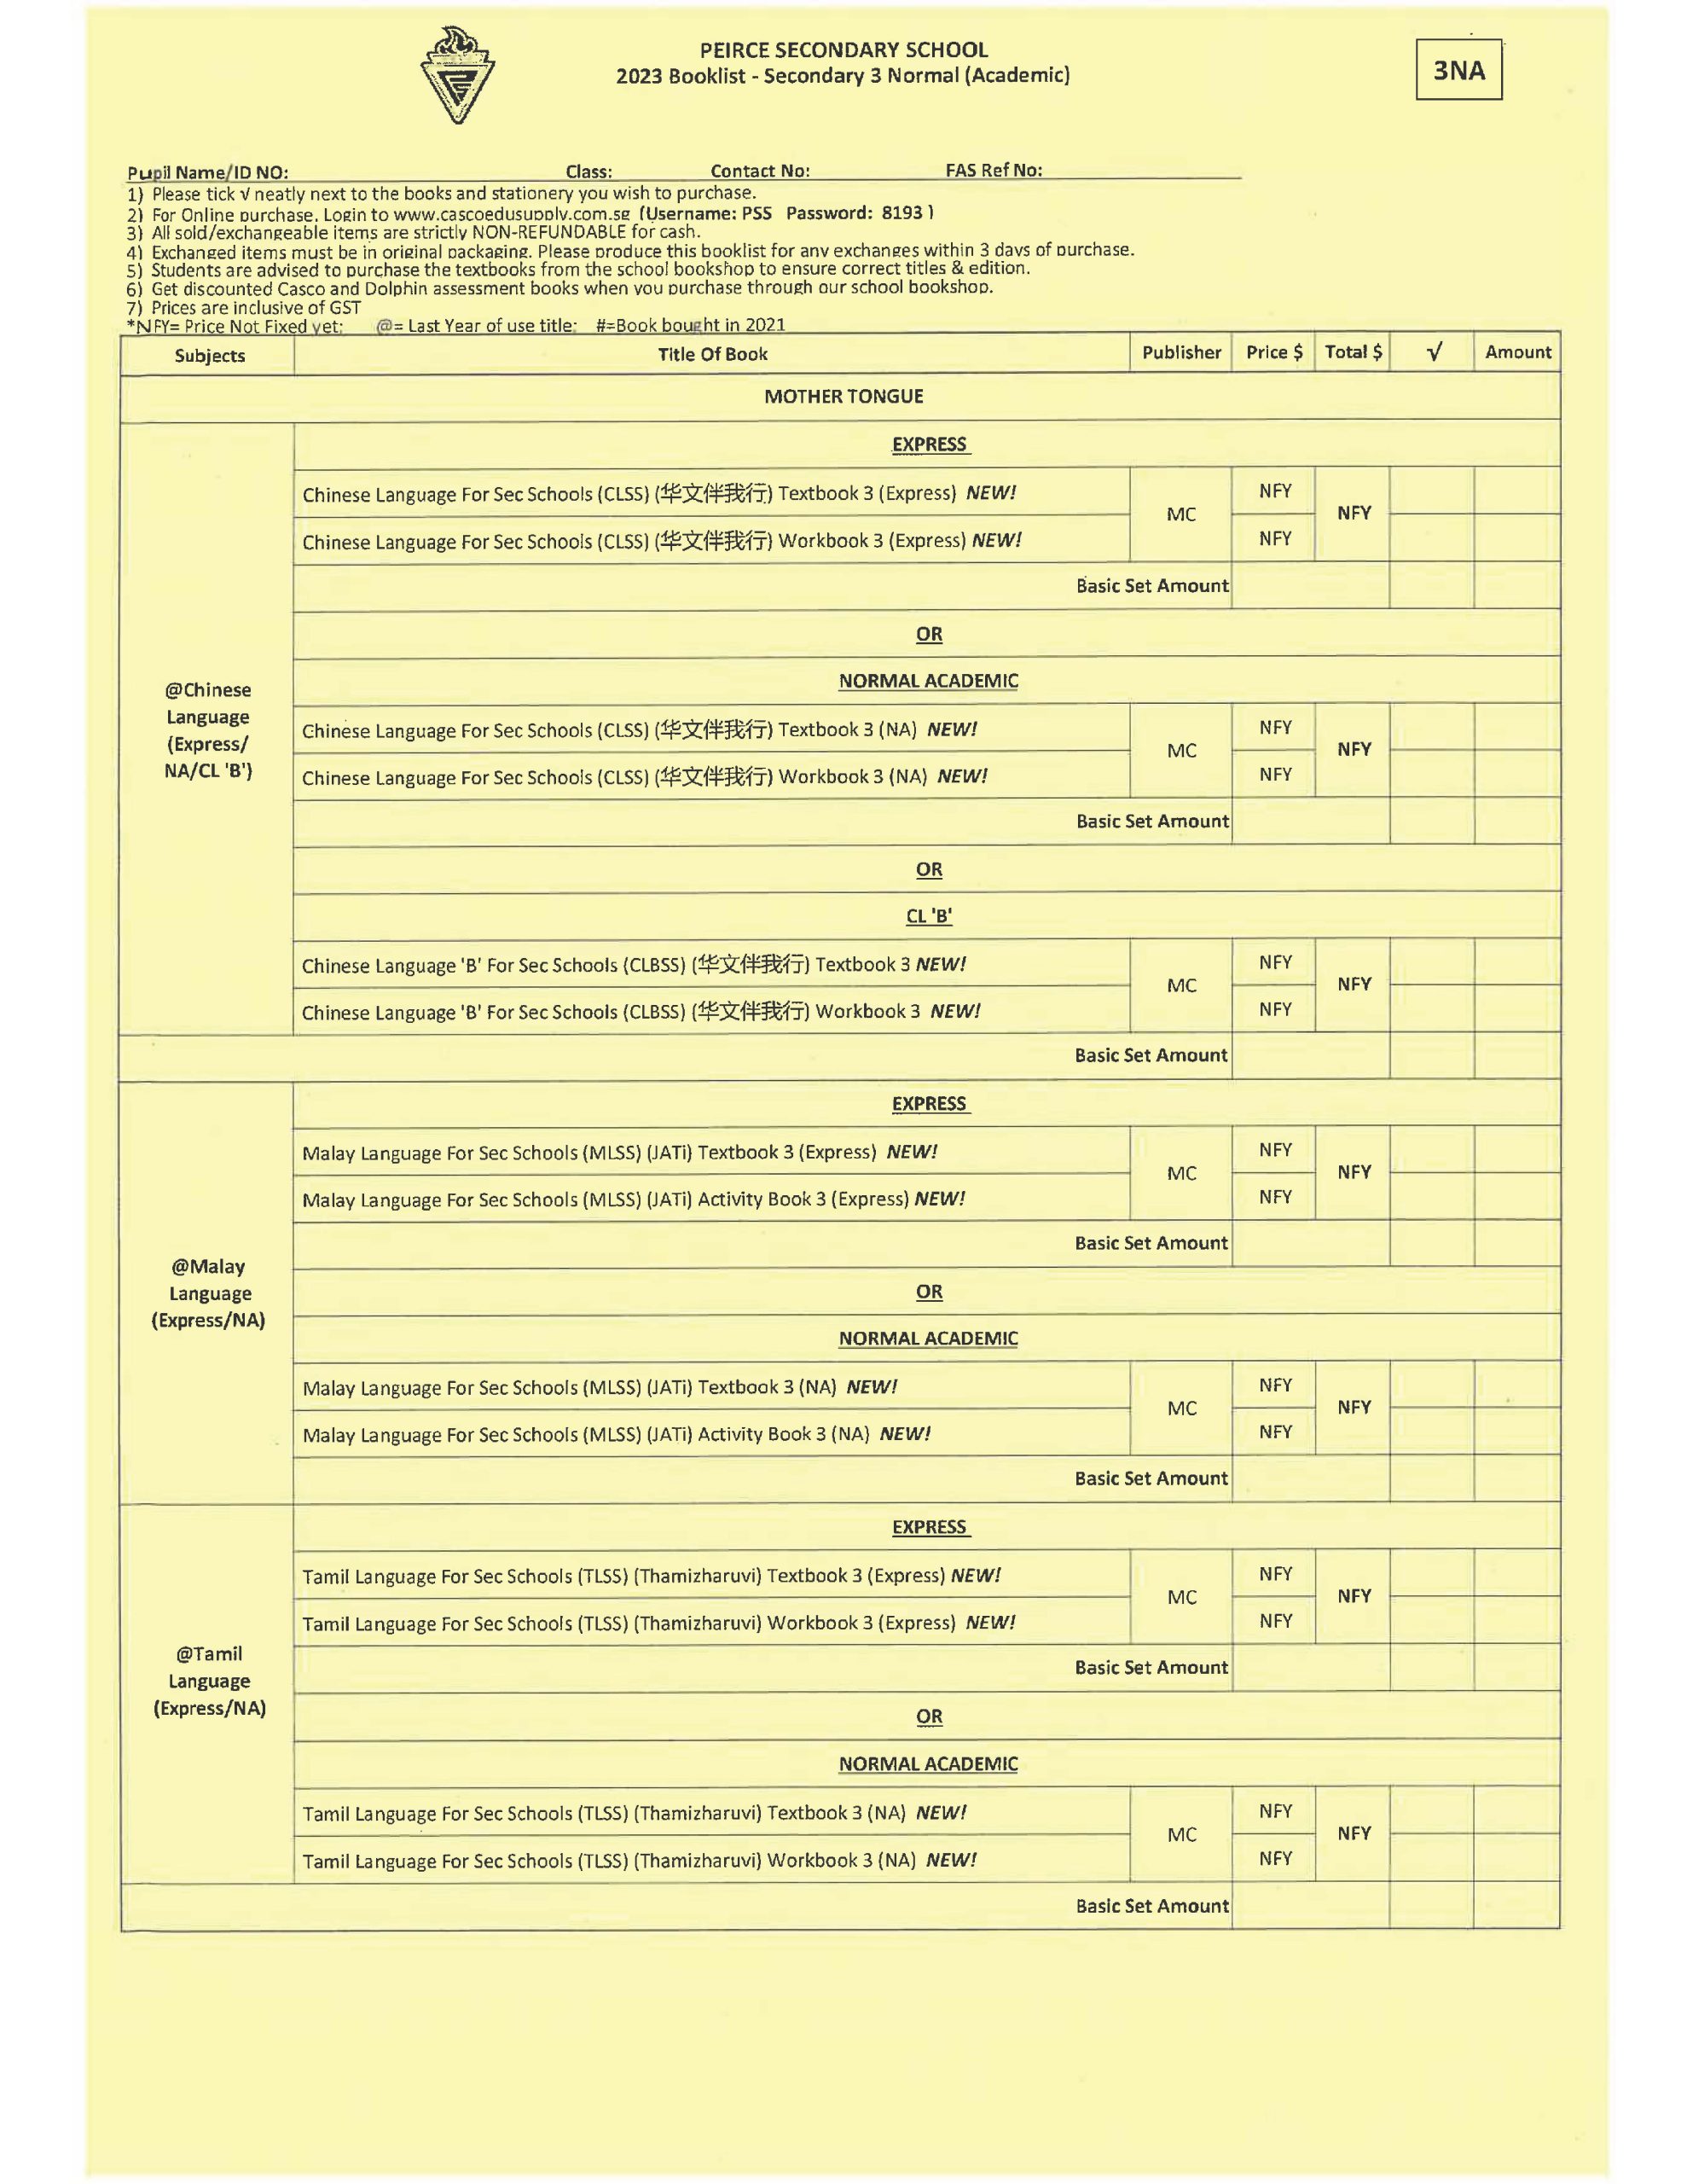 PEIRCE SECONDARY SCHOOL
2023 Booklist - Secondary 3 Normal (Academic)
3NA
Pupil Name/ID NO: Class: Contact No: FAS Ref No:
1) Please tick √ neatly next to the books and stationery you wish to purchase.
2) For Online purchase. Login to www.cascoedusupply.com.sg (Username: PSS Password: 8193 )
3) All sold/exchangeable items are strictly NON-REFUNDABLE for cash.
4) Exchanged items must be in original packaging. Please produce this booklist for any exchanges within 3 days of purchase.
5) Students are advised to purchase the textbooks from the school bookshop to ensure correct titles & edition.
6) Get discounted Casco and Dolphin assessment books when you purchase through our school bookshop.
7) Prices are inclusive of GST
*NFY= Price Not Fixed yet; @= Last Year of use title; #=Book bought in 2021
Subjects Title Of Book Publisher Price $ Total $ √ Amount
MOTHER TONGUE
@Chinese
Language
(Express/
NA/CL 'B')
EXPRESS
Chinese Language For Sec Schools (CLSS) (华文伴我行) Textbook 3 (Express) NEW! MC NFY NFY
Chinese Language For Sec Schools (CLSS) (华文伴我行) Workbook 3 (Express) NEW! NFY
Basic Set Amount
OR
NORMAL ACADEMIC
Chinese Language For Sec Schools (CLSS) (华文伴我行) Textbook 3 (NA) NEW! MC NFY NFY
Chinese Language For Sec Schools (CLSS) (华文伴我行) Workbook 3 (NA) NEW! NFY
Basic Set Amount
OR
CL 'B'
Chinese Language 'B' For Sec Schools (CLBSS) (华文伴我行) Textbook 3 NEW! MC NFY NFY
Chinese Language 'B' For Sec Schools (CLBSS) (华文伴我行) Workbook 3 NEW! NFY
Basic Set Amount
@Malay
Language
(Express/NA)
EXPRESS
Malay Language For Sec Schools (MLSS) (JATi) Textbook 3 (Express) NEW! MC NFY NFY
Malay Language For Sec Schools (MLSS) (JATi) Activity Book 3 (Express) NEW! NFY
Basic Set Amount
OR
NORMAL ACADEMIC
Malay Language For Sec Schools (MLSS) (JATi) Textbook 3 (NA) NEW! MC NFY NFY
Malay Language For Sec Schools (MLSS) (JATi) Activity Book 3 (NA) NEW! NFY
Basic Set Amount
@Tamil
Language
(Express/NA)
EXPRESS
Tamil Language For Sec Schools (TLSS) (Thamizharuvi) Textbook 3 (Express) NEW! MC NFY NFY
Tamil Language For Sec Schools (TLSS) (Thamizharuvi) Workbook 3 (Express) NEW! NFY
Basic Set Amount
OR
NORMAL ACADEMIC
Tamil Language For Sec Schools (TLSS) (Thamizharuvi) Textbook 3 (NA) NEW! MC NFY NFY
Tamil Language For Sec Schools (TLSS) (Thamizharuvi) Workbook 3 (NA) NEW! NFY
Basic Set Amount